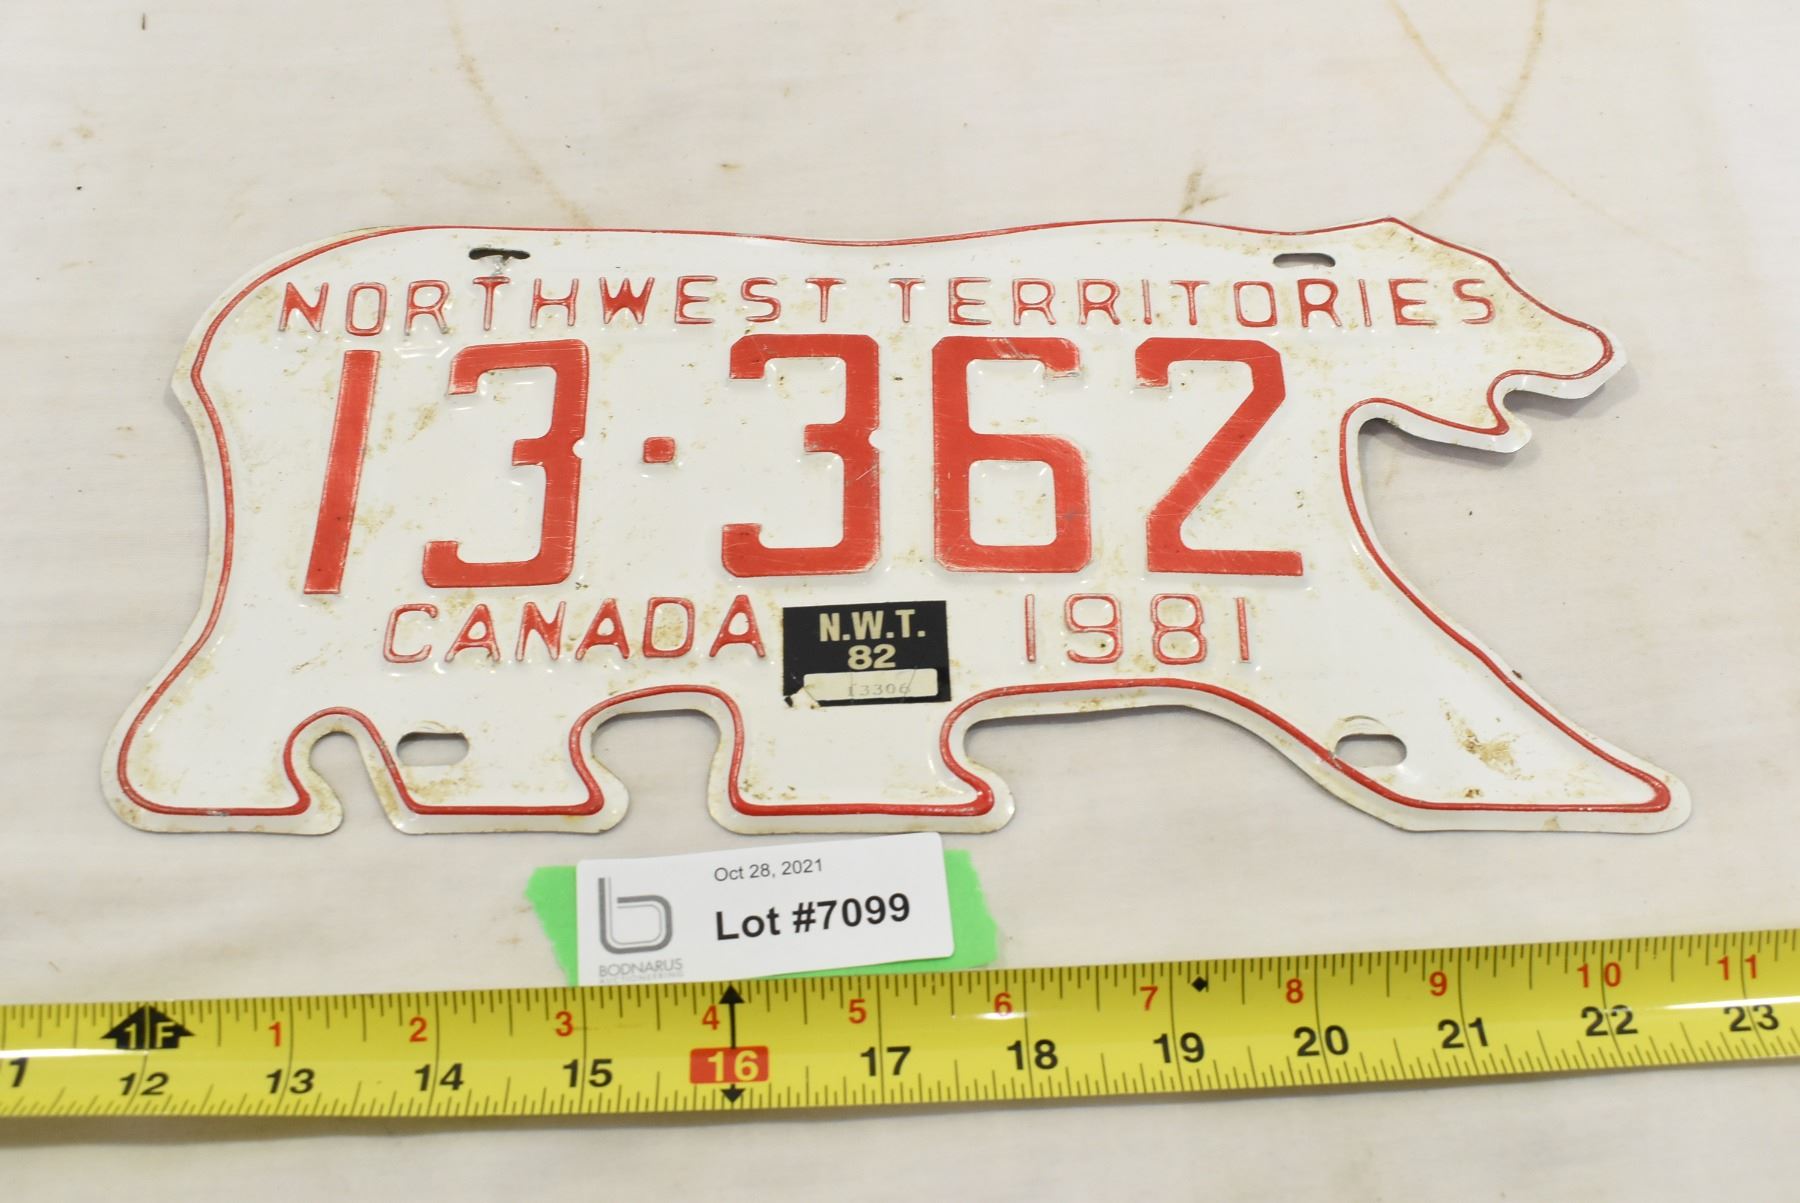 NORTHWEST TERRITORIES
13·362
CANADA 1981
N.W.T.
82
13306
Oct 28, 2021
Lot #7099
b
BODNARUS
AUCTIONEERING
1F 1 2 3 4 5 6 7 8 9 10 11
12 13 14 15 16 17 18 19 20 21 22 23